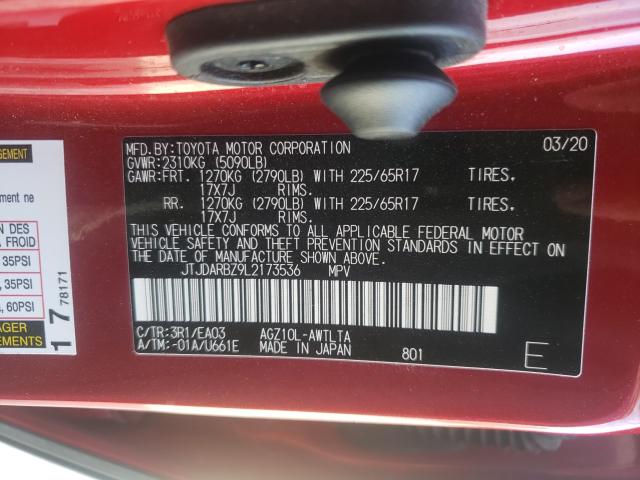 MFD.BY:TOYOTA MOTOR CORPORATION 03/20
GVWR:2310KG (5090LB)
GAWR:FRT. 1270KG (2790LB) WITH 225/65R17 TIRES.
17X7J RIMS.
RR. 1270KG (2790LB) WITH 225/65R17 TIRES.
17X7J RIMS.
THIS VEHICLE CONFORMS TO ALL APPLICABLE FEDERAL MOTOR
VEHICLE SAFETY AND THEFT PREVENTION STANDARDS IN EFFECT ON
THE DATE OF MANUFACTURE SHOWN ABOVE.
JTJDARBZ9L2173536 MPV
C/TR:3R1/EA03 AGZ10L-AWTLTA
A/TM:-01A/U661E MADE IN JAPAN 801 E
GEMENT
ment ne
ON DES
A FROID
35PSI
, 35PSI
a, 60PSI
AGER
EMENTS
1 7 78171